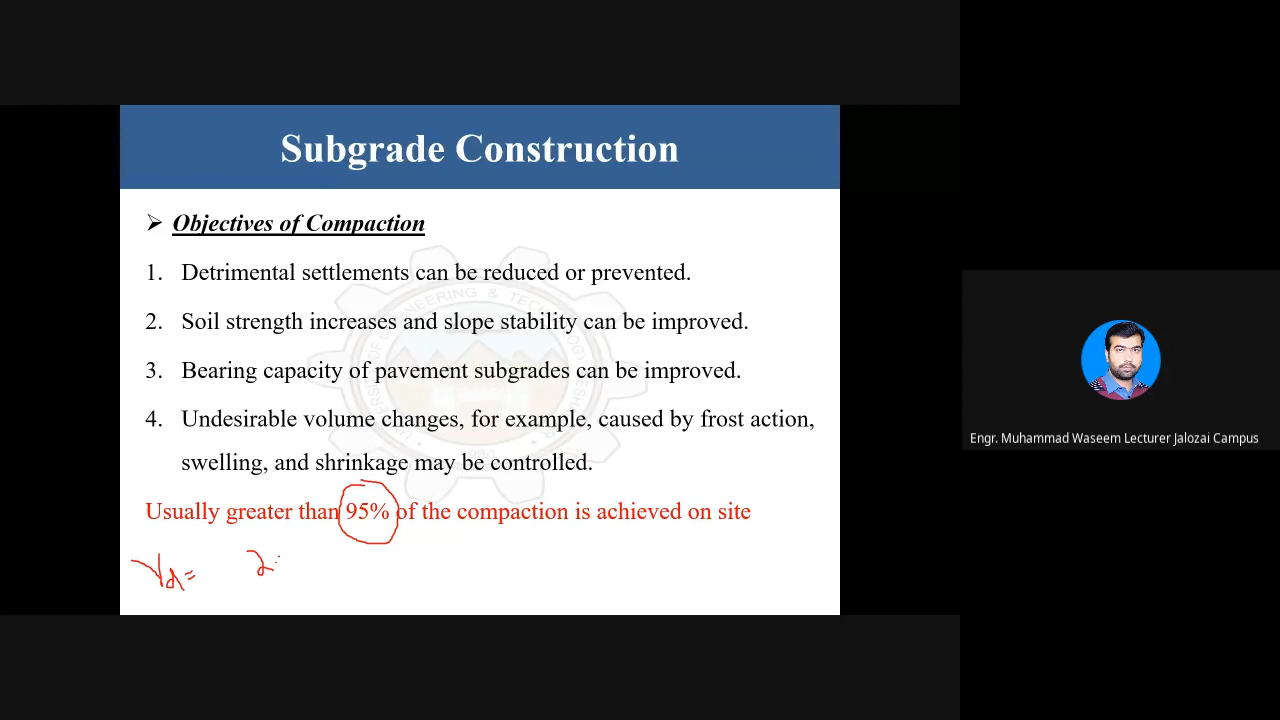 Subgrade Construction
➢ Objectives of Compaction
1. Detrimental settlements can be reduced or prevented.
2. Soil strength increases and slope stability can be improved.
3. Bearing capacity of pavement subgrades can be improved.
4. Undesirable volume changes, for example, caused by frost action,
swelling, and shrinkage may be controlled.
Usually greater than 95% of the compaction is achieved on site
γd= 2.
Engr. Muhammad Waseem Lecturer Jalozai Campus